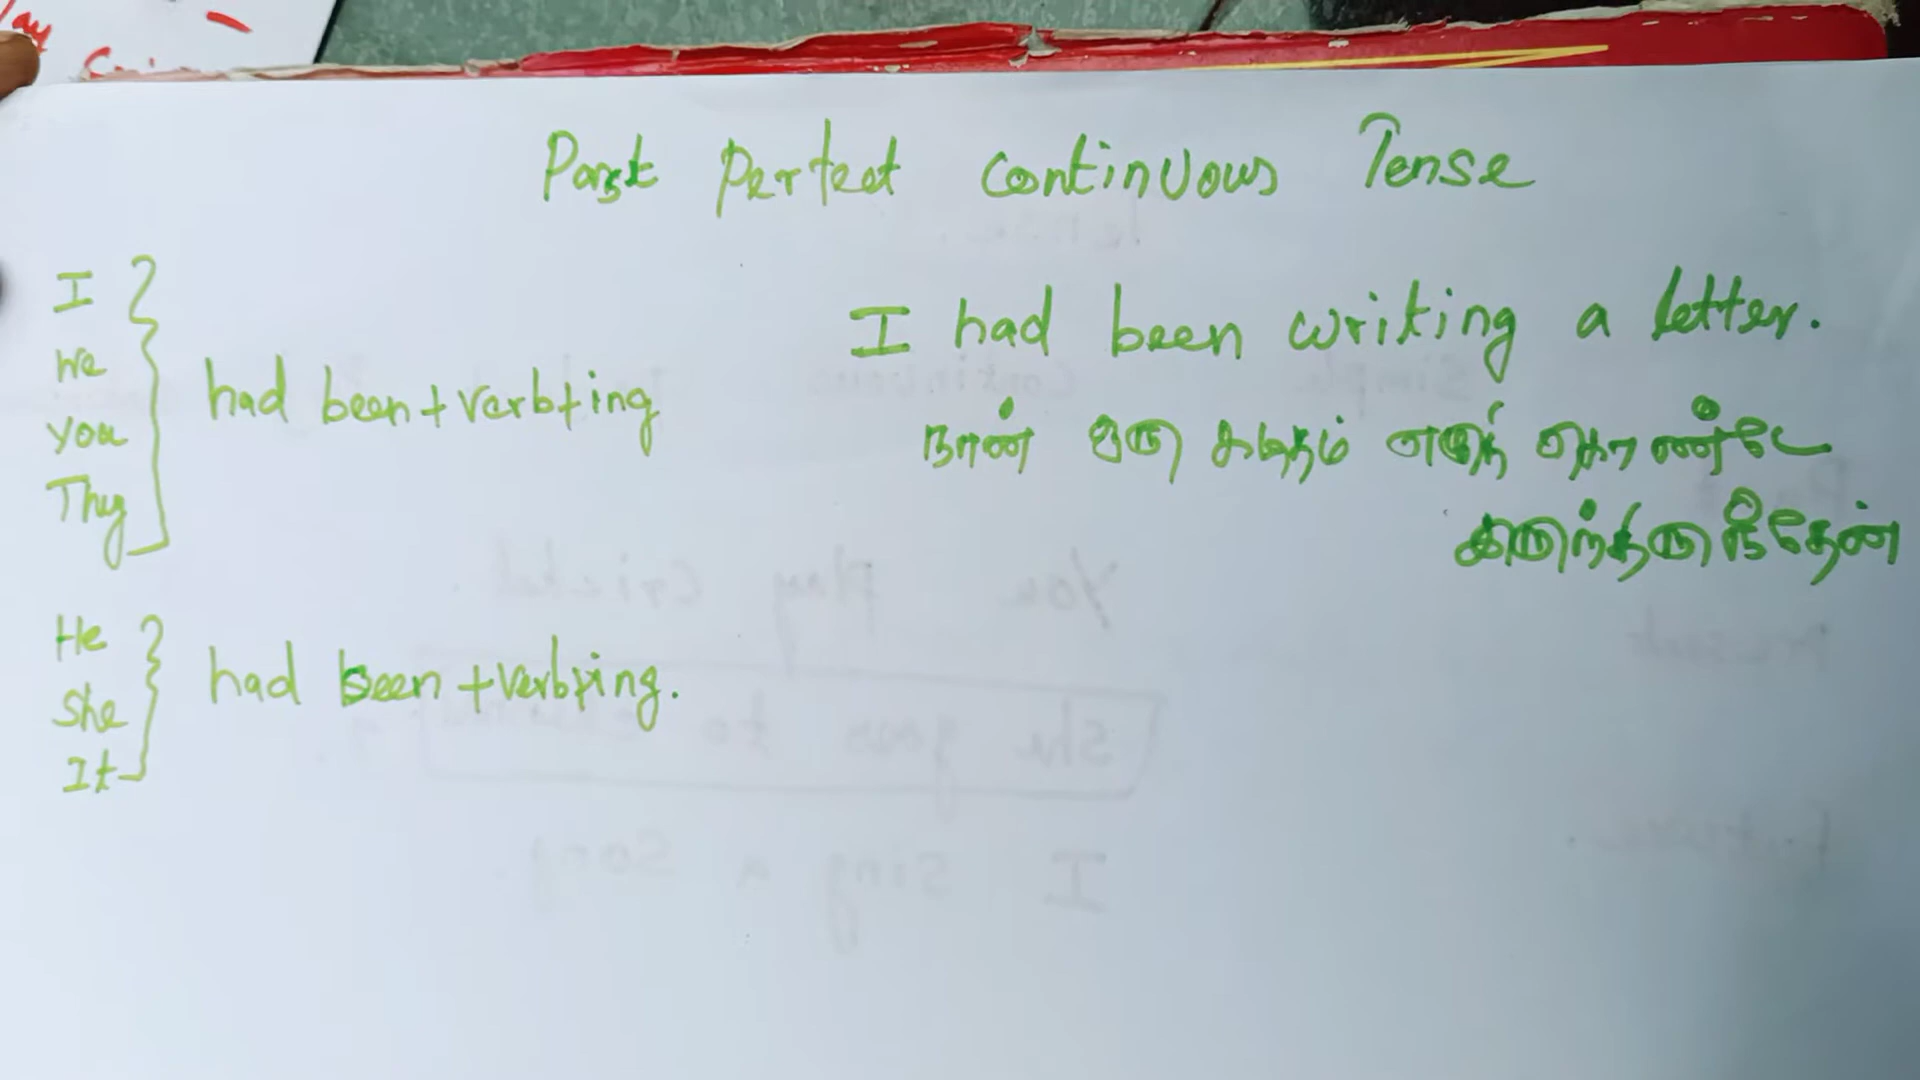 Past Perfect Continuous Tense
I
We
You
They
had been+verb+ing
I had been writing a letter.
நான் ஒரு கடிதம் எழுதி கொண்டே
இருந்திருந்தேன்
He
She
It
had been +verb+ing.